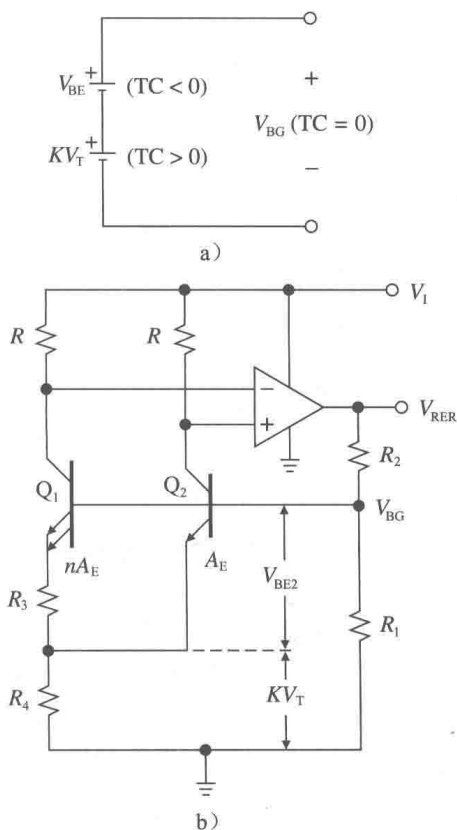 +
V_BE (TC < 0)
+
+
KV_T (TC > 0)
V_BG (TC = 0)
−
a）
V_I
R R
−
+
V_RER
R_2
Q_1 Q_2
V_BG
nA_E A_E
V_BE2
R_3
R_1
R_4
KV_T
b）